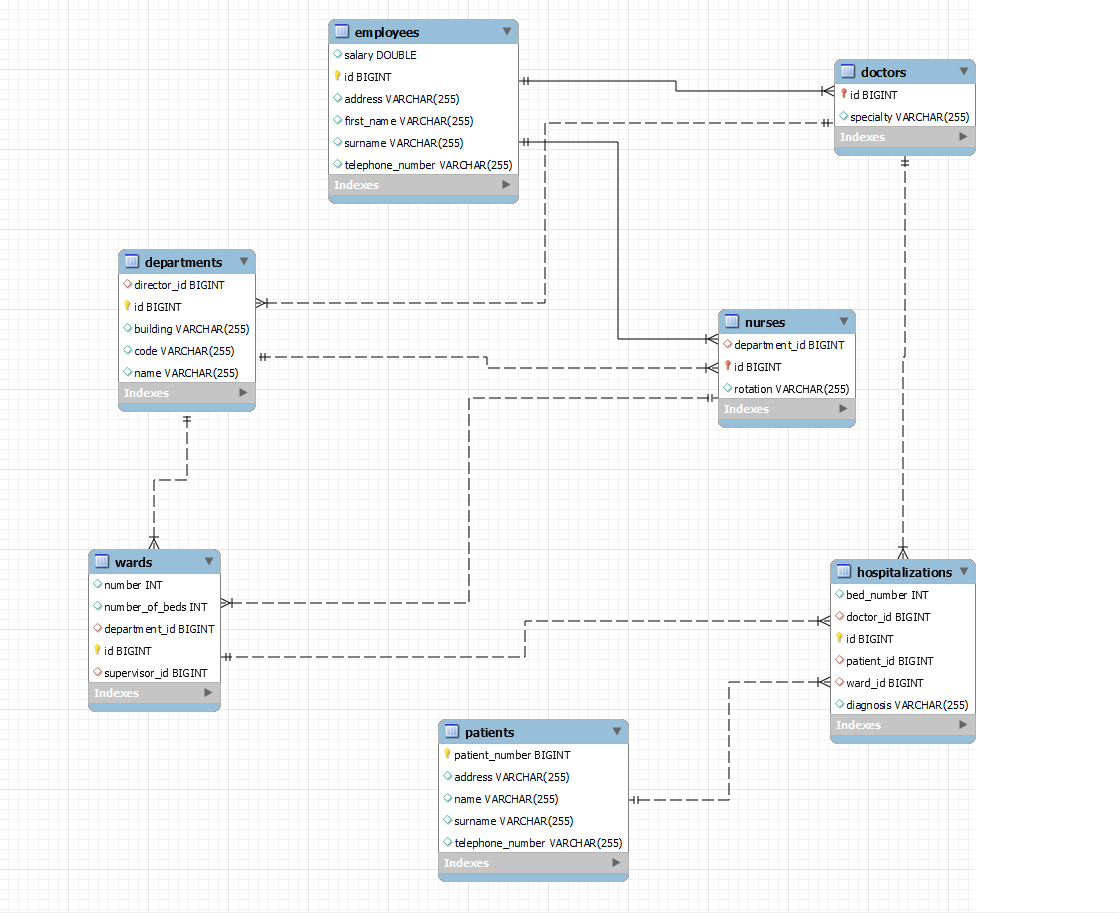 employees
salary DOUBLE
id BIGINT
address VARCHAR(255)
first_name VARCHAR(255)
surname VARCHAR(255)
telephone_number VARCHAR(255)
Indexes
doctors
id BIGINT
specialty VARCHAR(255)
Indexes
departments
director_id BIGINT
id BIGINT
building VARCHAR(255)
code VARCHAR(255)
name VARCHAR(255)
Indexes
nurses
department_id BIGINT
id BIGINT
rotation VARCHAR(255)
Indexes
wards
number INT
number_of_beds INT
department_id BIGINT
id BIGINT
supervisor_id BIGINT
Indexes
hospitalizations
bed_number INT
doctor_id BIGINT
id BIGINT
patient_id BIGINT
ward_id BIGINT
diagnosis VARCHAR(255)
Indexes
patients
patient_number BIGINT
address VARCHAR(255)
name VARCHAR(255)
surname VARCHAR(255)
telephone_number VARCHAR(255)
Indexes